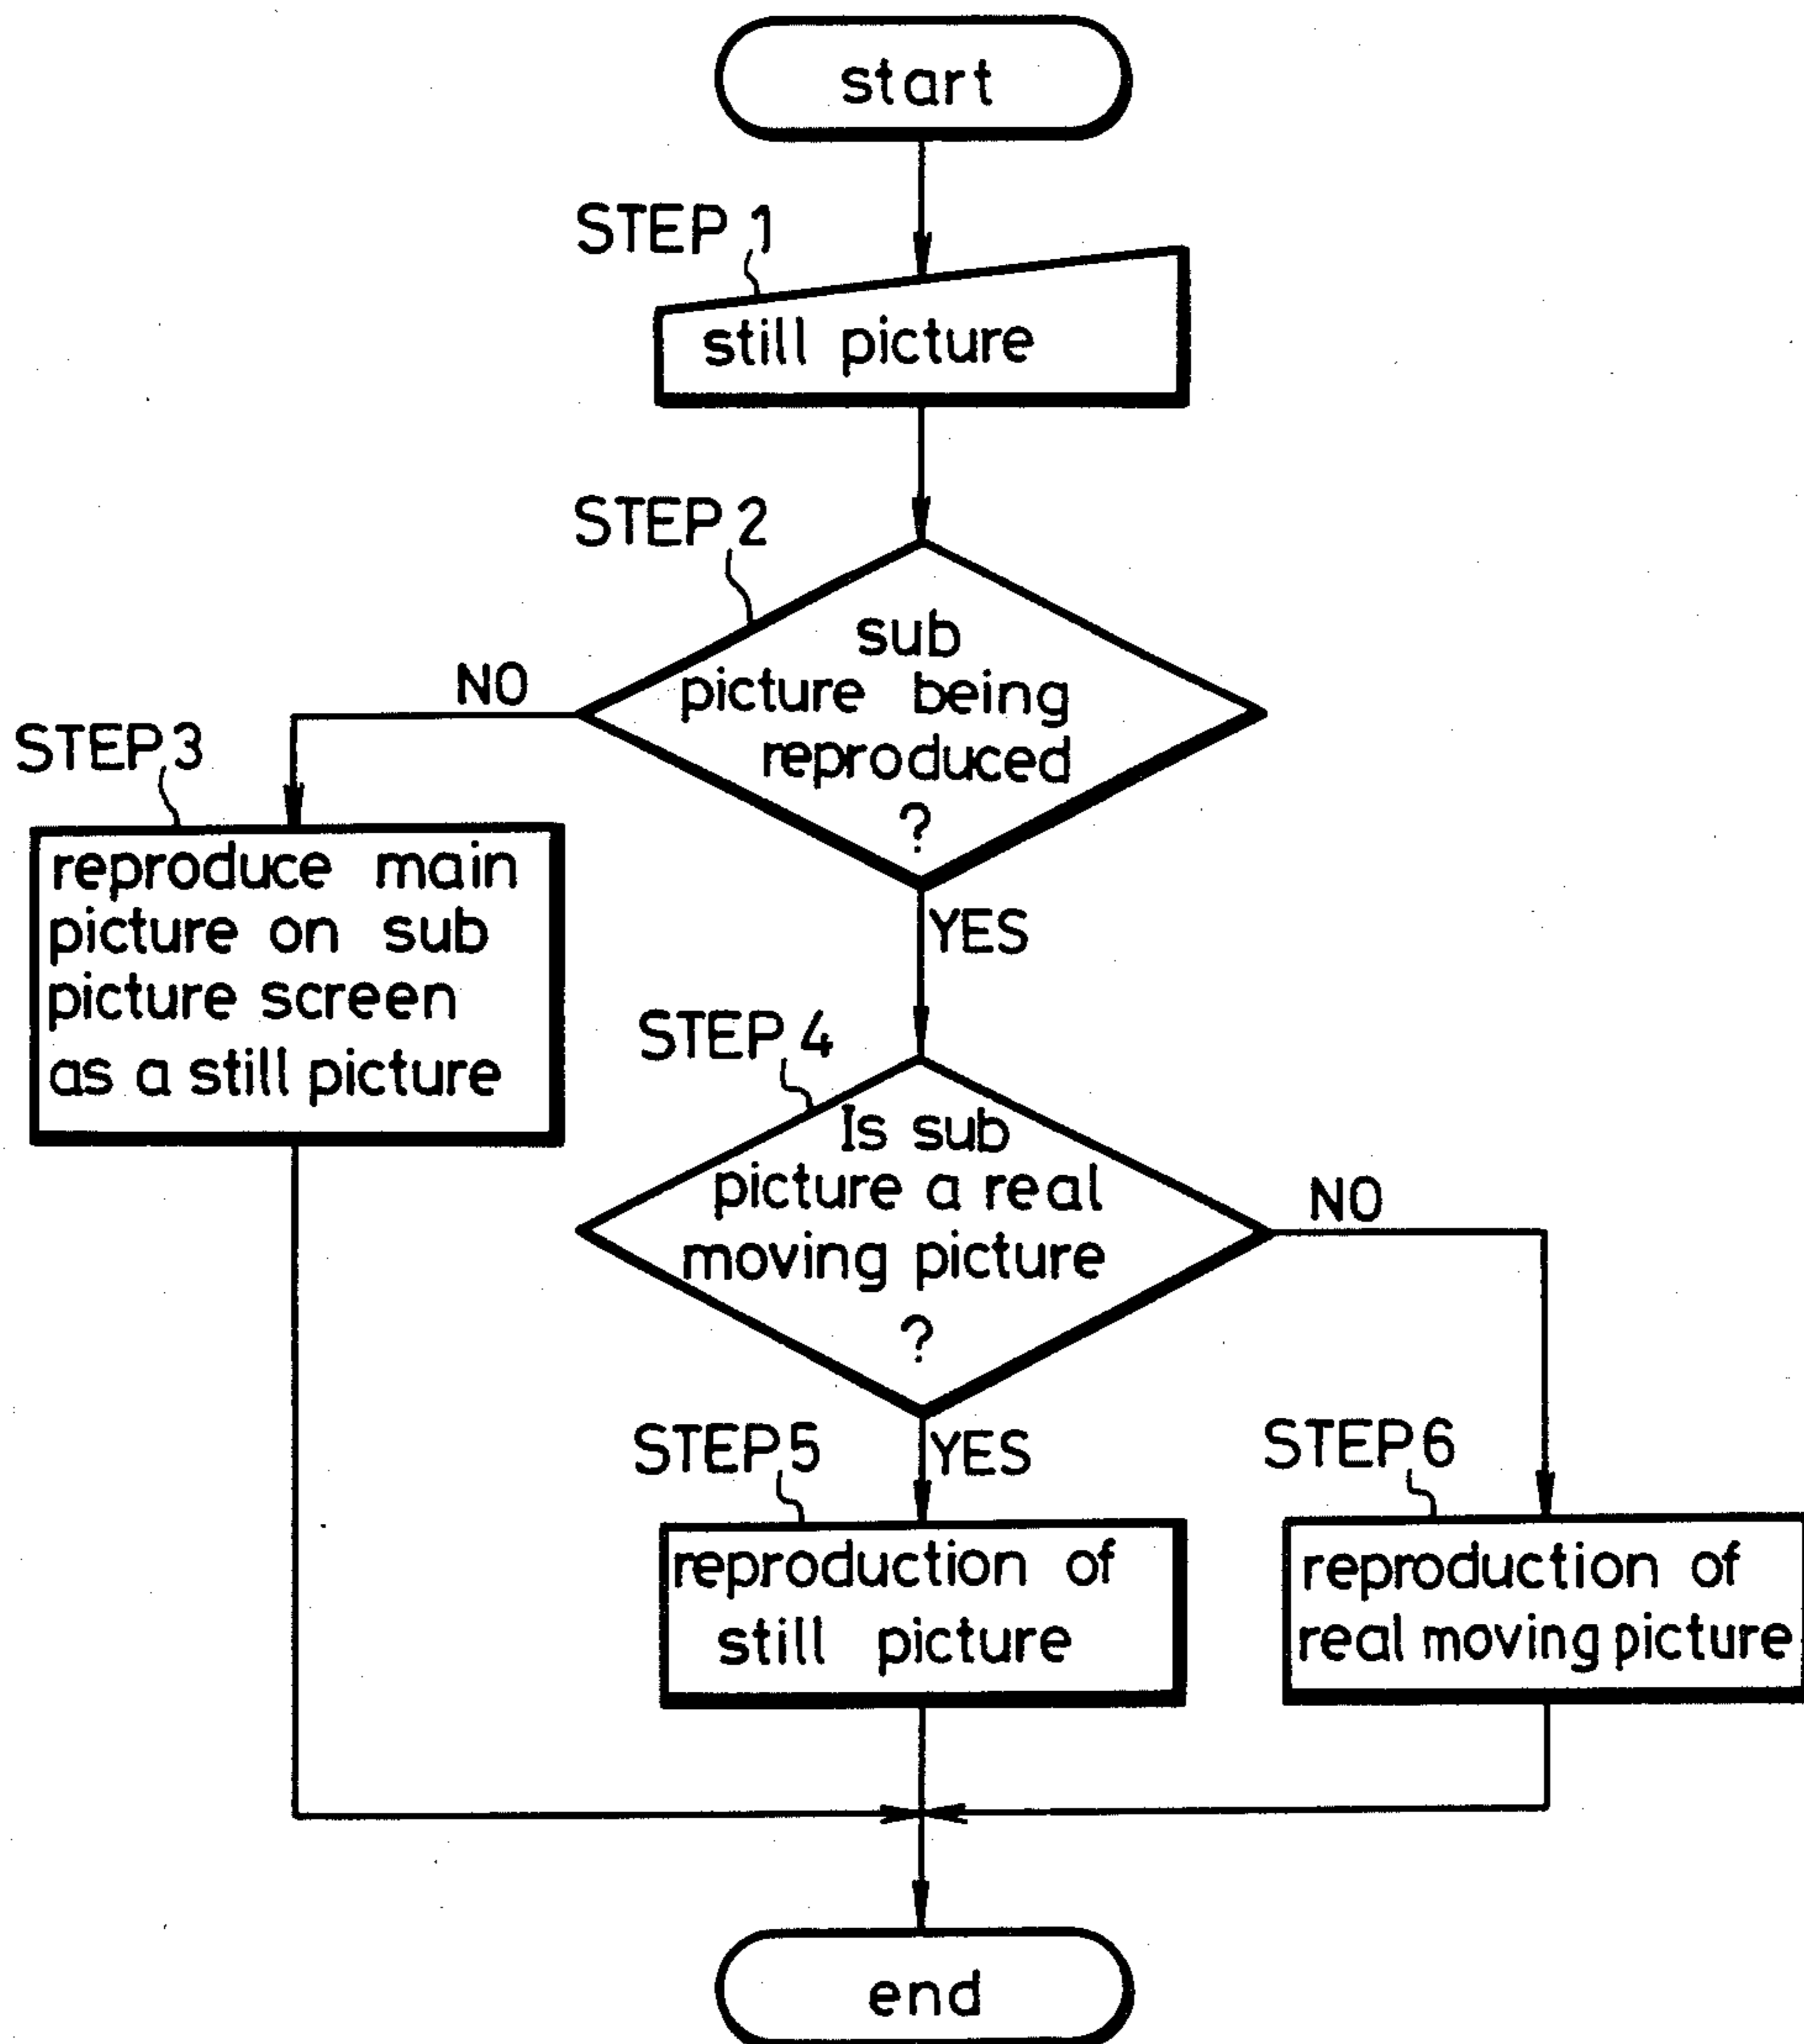 start
STEP 1
still picture
STEP 2
sub
picture being
reproduced
?
NO
YES
STEP 3
reproduce main
picture on sub
picture screen
as a still picture
STEP 4
Is sub
picture a real
moving picture
?
NO
YES
STEP 5
reproduction of
still picture
STEP 6
reproduction of
real moving picture
end